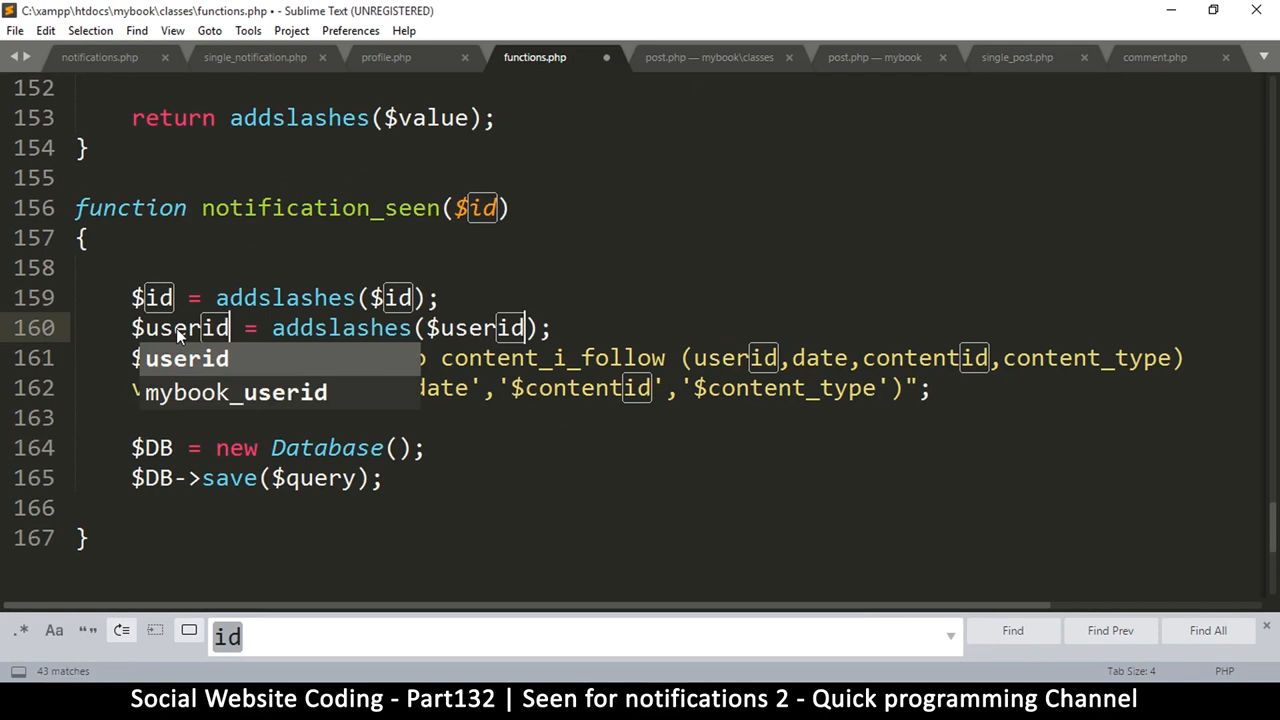 C:\xampp\htdocs\mybook\classes\functions.php • - Sublime Text (UNREGISTERED)
File Edit Selection Find View Goto Tools Project Preferences Help
notifications.php single_notification.php profile.php functions.php post.php — mybook\classes post.php — mybook single_post.php comment.php
152
153 return addslashes($value);
154 }
155
156 function notification_seen($id)
157 {
158
159 $id = addslashes($id);
160 $userid = addslashes($userid);
161 $ content_i_follow (userid,date,contentid,content_type)
162 date','$contentid','$content_type')";
userid
mybook_userid
163
164 $DB = new Database();
165 $DB->save($query);
166
167 }
.* Aa “” id Find Find Prev Find All
43 matches Tab Size: 4 PHP
Social Website Coding - Part132 | Seen for notifications 2 - Quick programming Channel